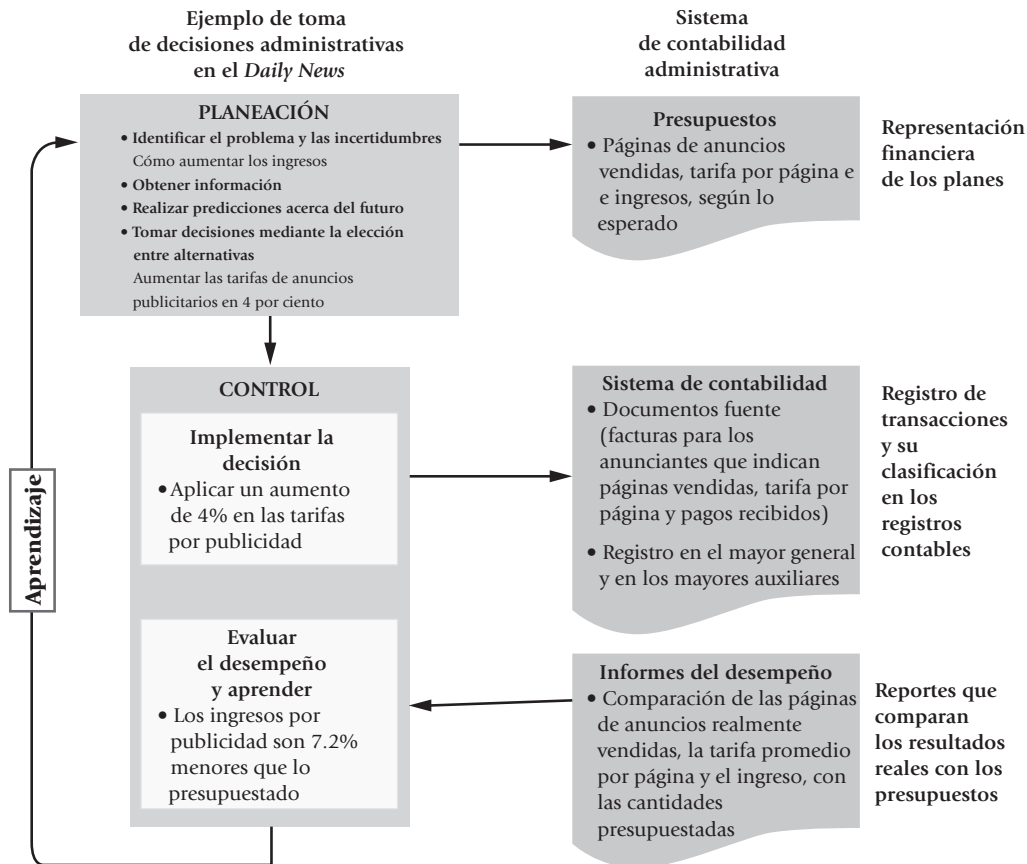 Ejemplo de toma
de decisiones administrativas
en el Daily News
Sistema
de contabilidad
administrativa
PLANEACIÓN
• Identificar el problema y las incertidumbres
Cómo aumentar los ingresos
• Obtener información
• Realizar predicciones acerca del futuro
• Tomar decisiones mediante la elección
entre alternativas
Aumentar las tarifas de anuncios
publicitarios en 4 por ciento
Presupuestos
• Páginas de anuncios
vendidas, tarifa por página e
e ingresos, según lo
esperado
Representación
financiera
de los planes
CONTROL
Implementar la
decisión
• Aplicar un aumento
de 4% en las tarifas
por publicidad
Sistema de contabilidad
• Documentos fuente
(facturas para los
anunciantes que indican
páginas vendidas, tarifa por
página y pagos recibidos)
• Registro en el mayor general
y en los mayores auxiliares
Registro de
transacciones
y su
clasificación
en los
registros
contables
Aprendizaje
Evaluar
el desempeño
y aprender
• Los ingresos por
publicidad son 7.2%
menores que lo
presupuestado
Informes del desempeño
• Comparación de las páginas
de anuncios realmente
vendidas, la tarifa promedio
por página y el ingreso, con
las cantidades
presupuestadas
Reportes que
comparan
los resultados
reales con los
presupuestos